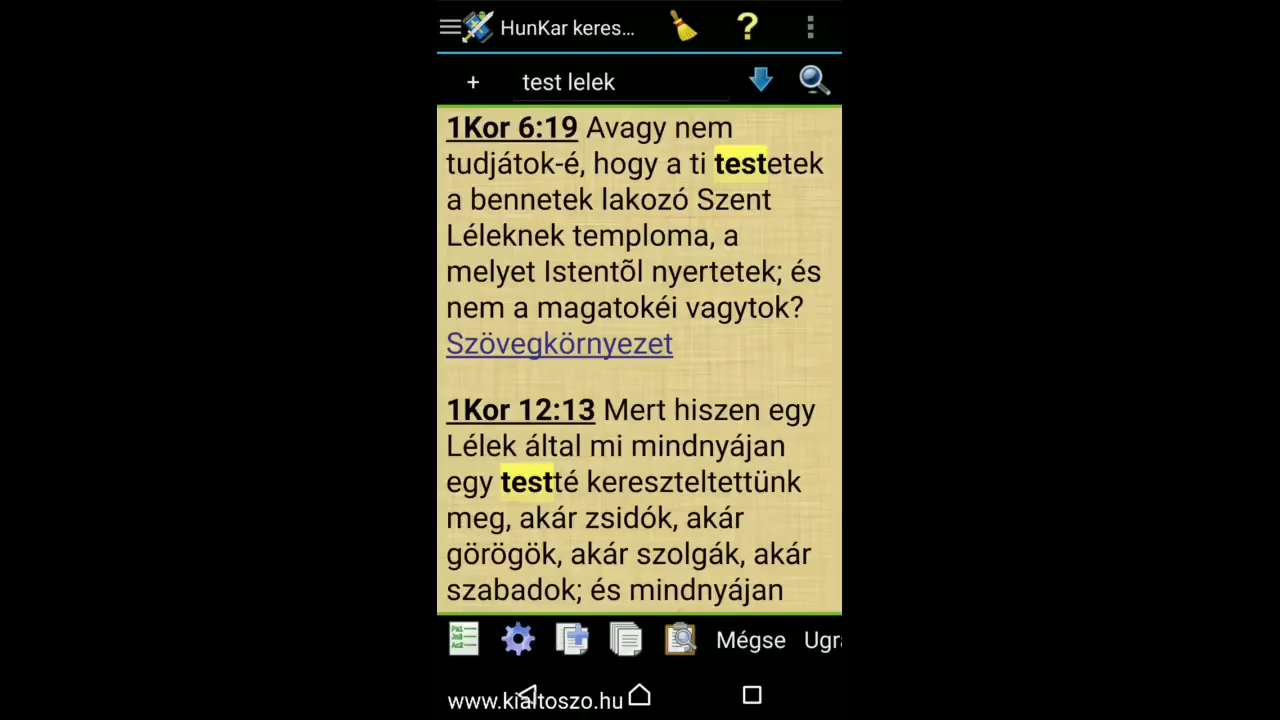 HunKar keres...
+ test lelek
1Kor 6:19 Avagy nem
tudjátok-é, hogy a ti testetek
a bennetek lakozó Szent
Léleknek temploma, a
melyet Istentõl nyertetek; és
nem a magatokéi vagytok?
Szövegkörnyezet
1Kor 12:13 Mert hiszen egy
Lélek által mi mindnyájan
egy testté kereszteltettünk
meg, akár zsidók, akár
görögök, akár szolgák, akár
szabadok; és mindnyájan
Mégse Ugra
www.kialtoszo.hu